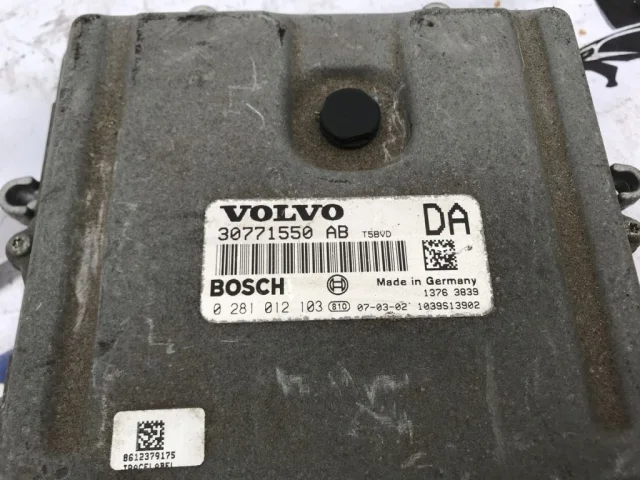 VOLVO
30771550 AB T5BVD DA
BOSCH Made in Germany
1376 3839
0 281 012 103 610 07-03-02 1039S13902
8612379175
TRACELABEL